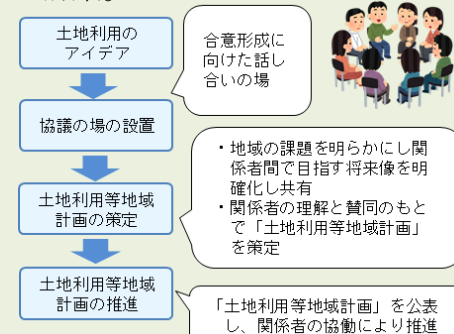 土地利用の
アイデア
合意形成に
向けた話し
合いの場
協議の場の設置
・地域の課題を明らかにし関
係者間で目指す将来像を明
確化し共有
・関係者の理解と賛同のもと
で「土地利用等地域計画」
を策定
土地利用等地域
計画の策定
土地利用等地域
計画の推進
「土地利用等地域計画」を公表
し、関係者の協働により推進